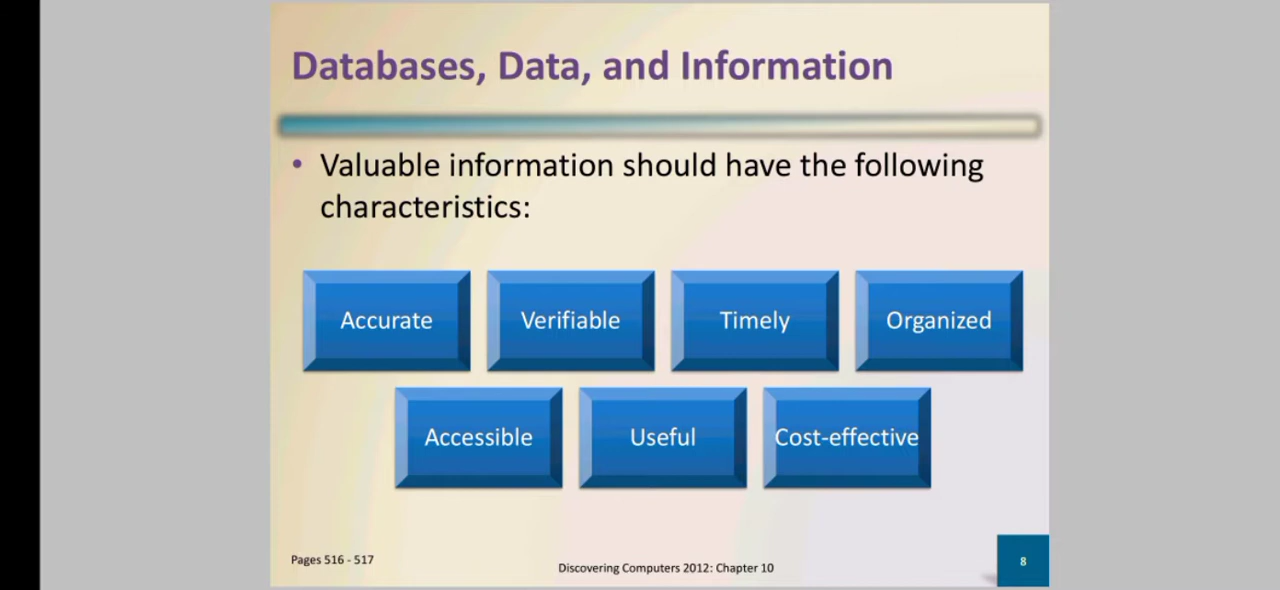 Databases, Data, and Information
• Valuable information should have the following
characteristics:
Accurate
Verifiable
Timely
Organized
Accessible
Useful
Cost-effective
Pages 516 - 517
Discovering Computers 2012: Chapter 10
8